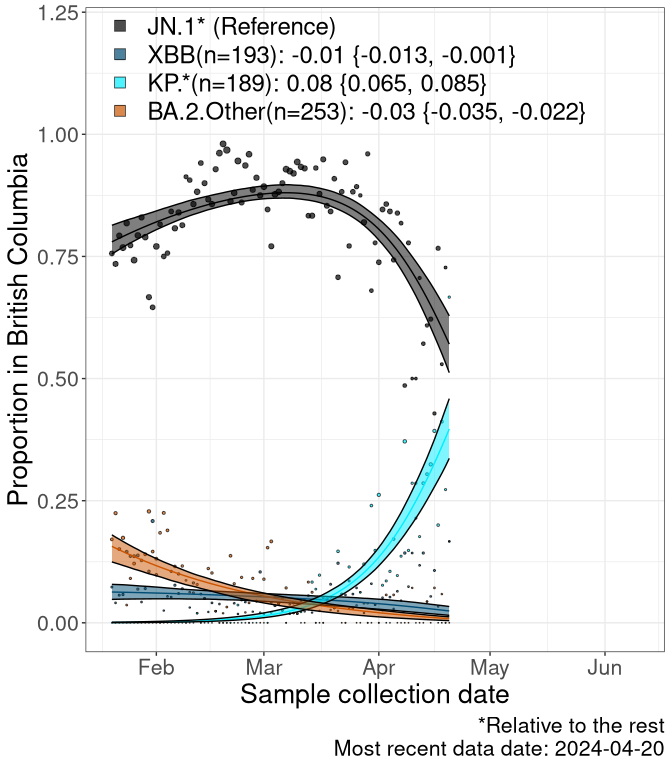 JN.1* (Reference)
XBB(n=193): -0.01 {-0.013, -0.001}
KP.*(n=189): 0.08 {0.065, 0.085}
BA.2.Other(n=253): -0.03 {-0.035, -0.022}
Proportion in British Columbia
1.25
1.00
0.75
0.50
0.25
0.00
Feb Mar Apr May Jun
Sample collection date
*Relative to the rest
Most recent data date: 2024-04-20